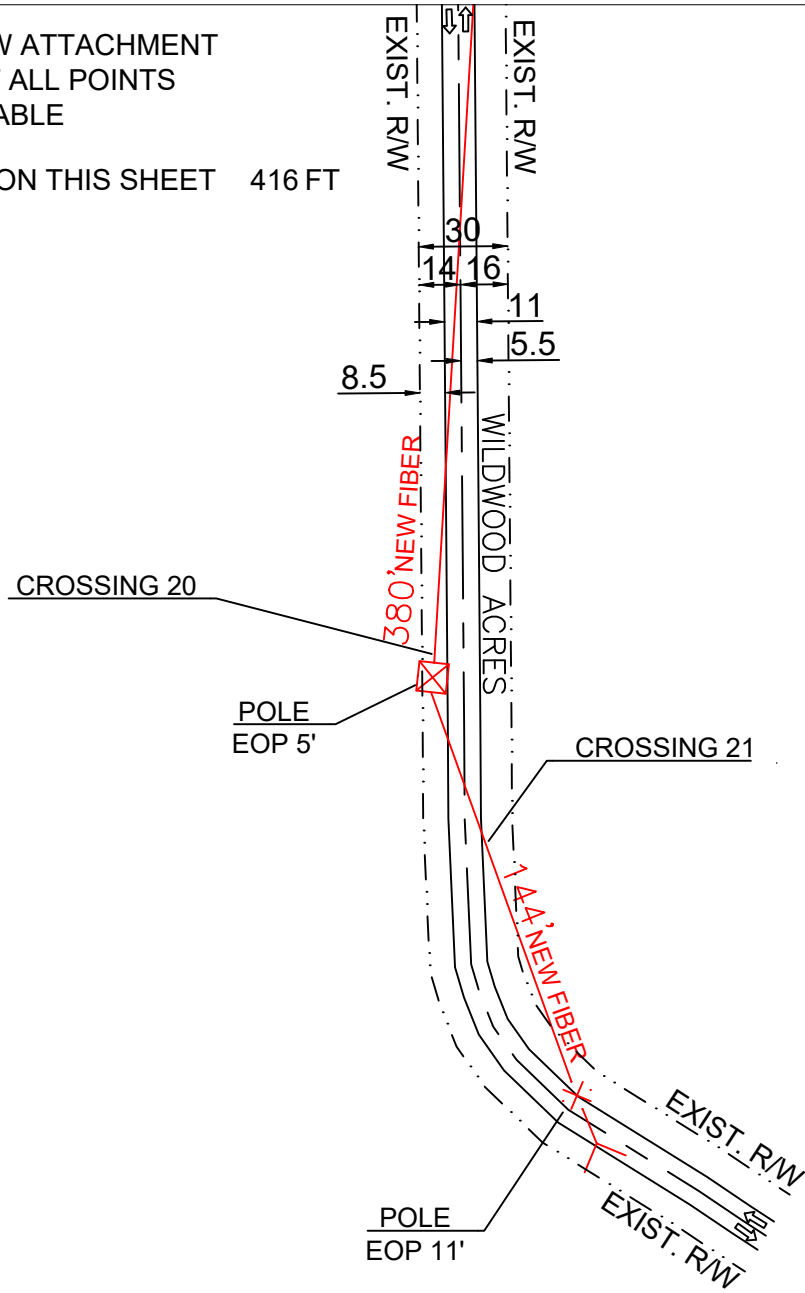 W ATTACHMENT
ALL POINTS
ABLE
ON THIS SHEET 416 FT
EXIST. R/W
EXIST. R/W
30
14 16
11
5.5
8.5
WILDWOOD ACRES
380' NEW FIBER
CROSSING 20
POLE
EOP 5'
CROSSING 21
144' NEW FIBER
EXIST. R/W
EXIST. R/W
POLE
EOP 11'